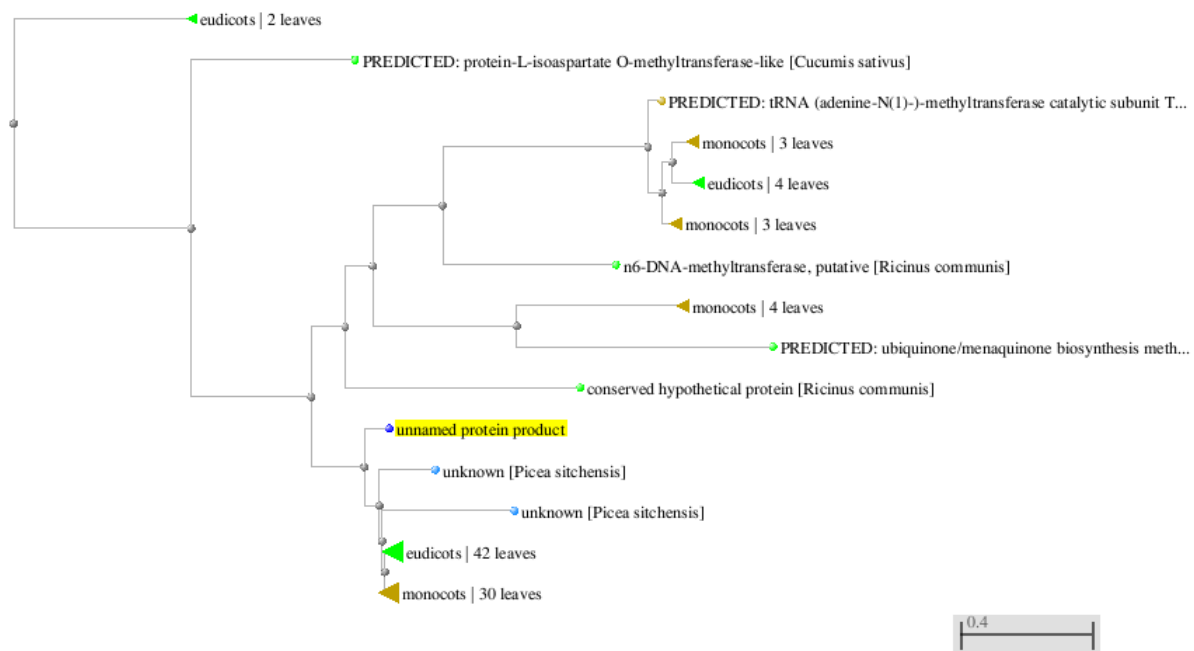 eudicots | 2 leaves
PREDICTED: protein-L-isoaspartate O-methyltransferase-like [Cucumis sativus]
PREDICTED: tRNA (adenine-N(1)-)-methyltransferase catalytic subunit T...
monocots | 3 leaves
eudicots | 4 leaves
monocots | 3 leaves
n6-DNA-methyltransferase, putative [Ricinus communis]
monocots | 4 leaves
PREDICTED: ubiquinone/menaquinone biosynthesis meth...
conserved hypothetical protein [Ricinus communis]
unnamed protein product
unknown [Picea sitchensis]
unknown [Picea sitchensis]
eudicots | 42 leaves
monocots | 30 leaves
0.4